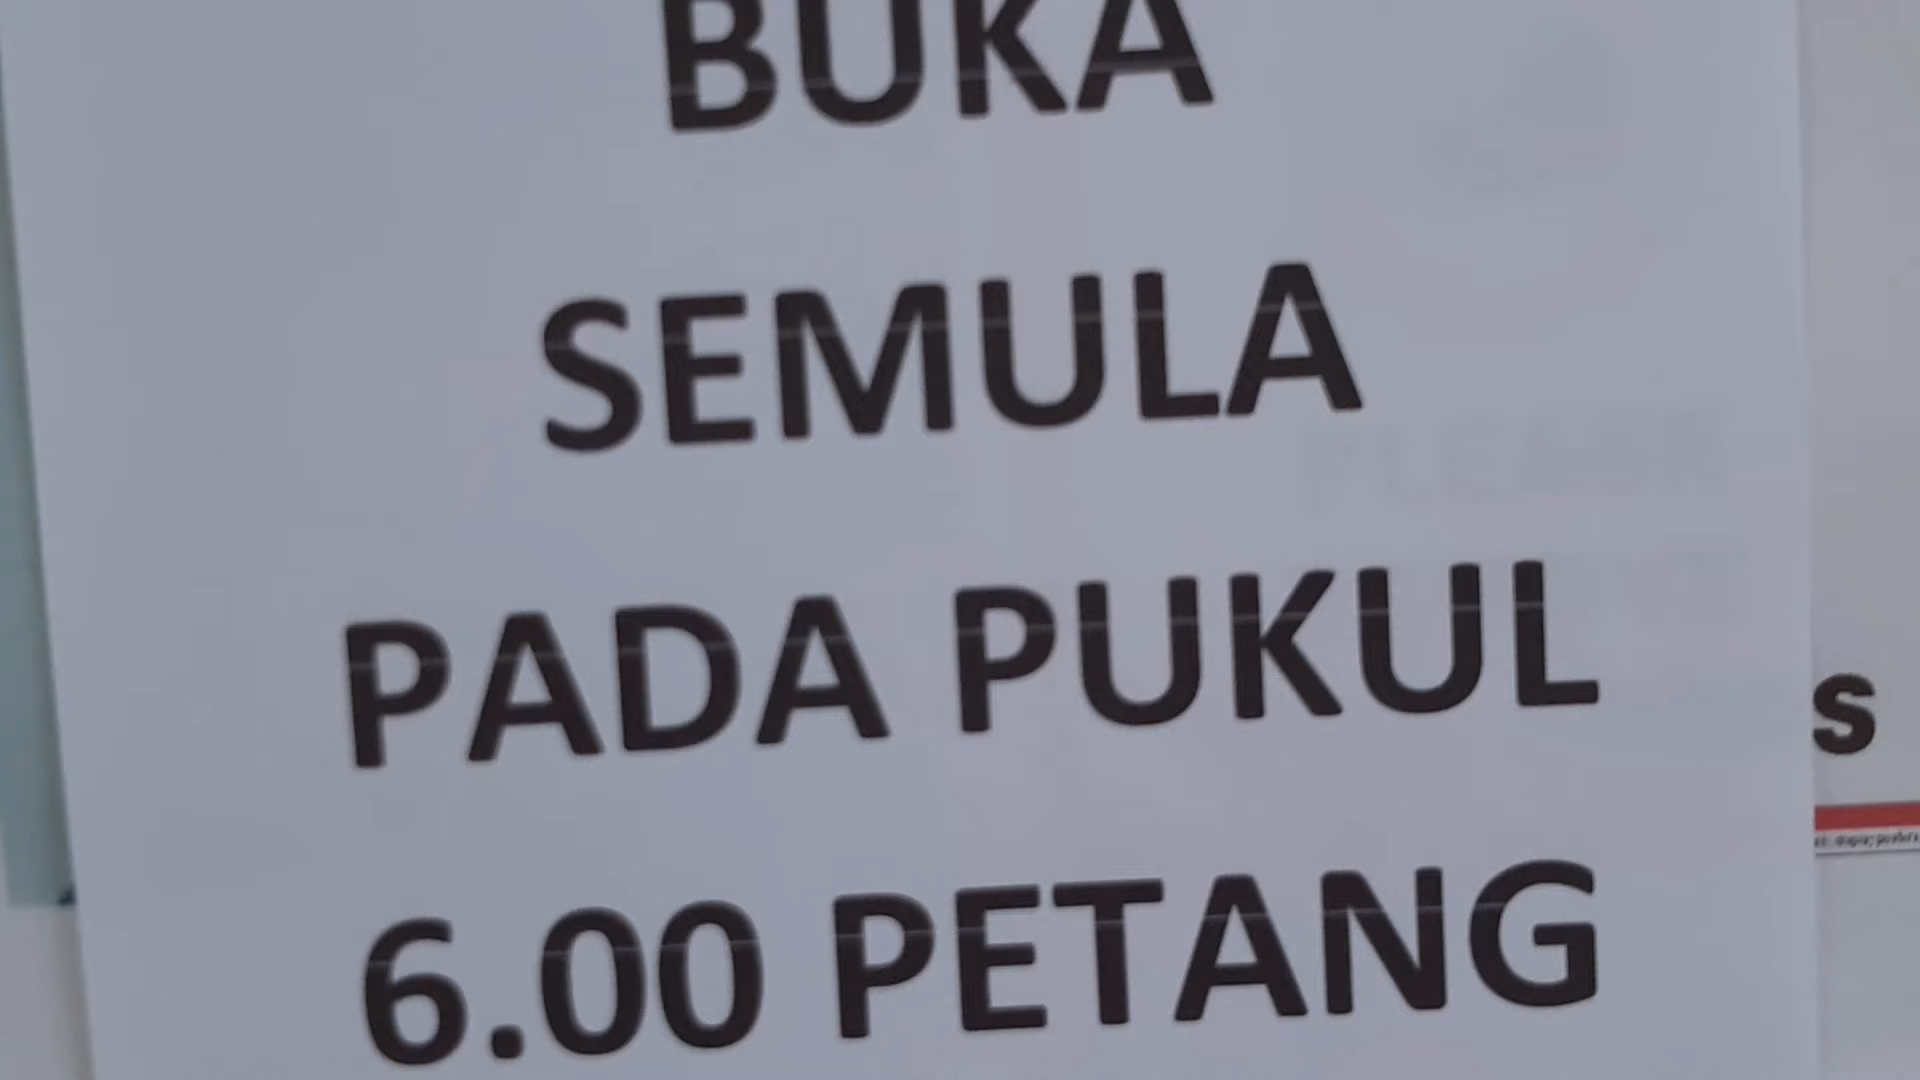 BUKA
SEMULA
PADA PUKUL
6.00 PETANG
s